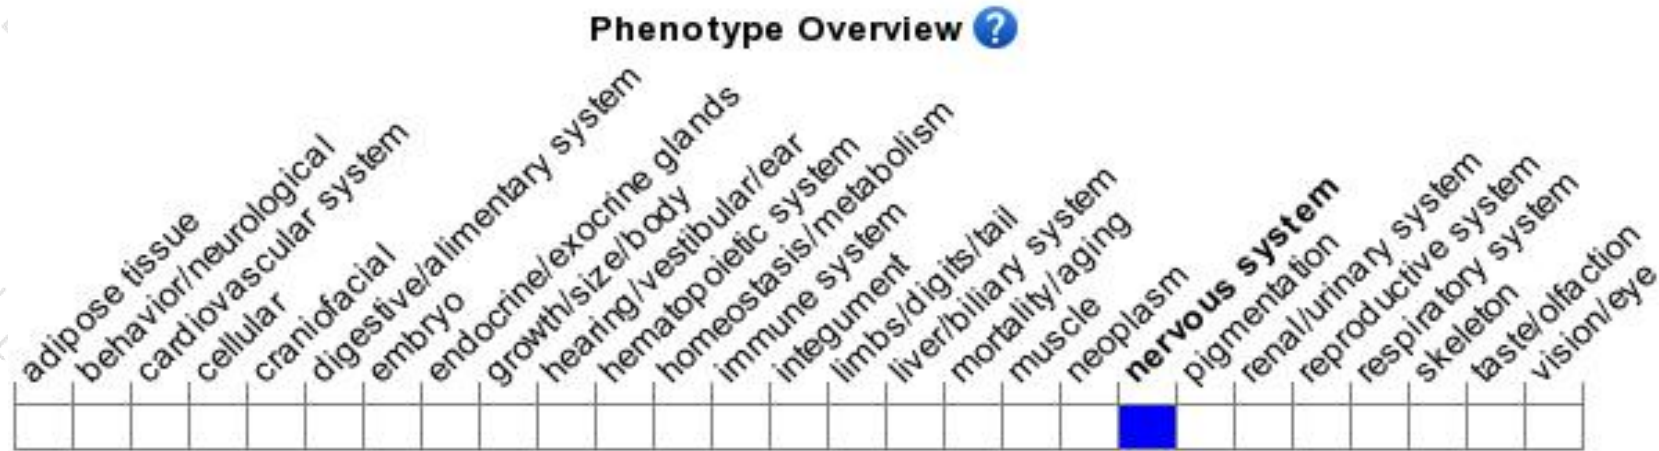 Phenotype Overview ?
adipose tissue
behavior/neurological
cardiovascular system
cellular
craniofacial
digestive/alimentary system
embryo
endocrine/exocrine glands
growth/size/body
hearing/vestibular/ear
hematopoietic system
homeostasis/metabolism
immune system
integument
limbs/digits/tail
liver/biliary system
mortality/aging
muscle
neoplasm
nervous system
pigmentation
renal/urinary system
reproductive system
respiratory system
skeleton
taste/olfaction
vision/eye